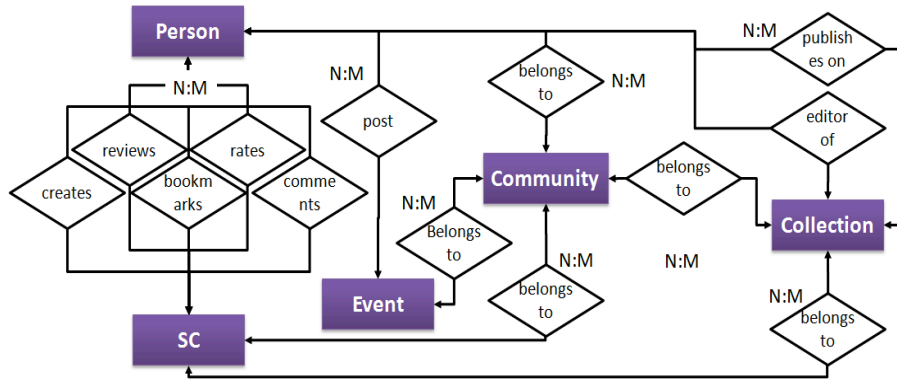 Person
N:M
publish
es on
N:M
belongs
to
N:M
N:M
post
editor
of
reviews
rates
creates
bookm
arks
comme
nts
Community
belongs
to
N:M
Belongs
to
Collection
N:M
N:M
belongs
to
Event
N:M
belongs
to
SC